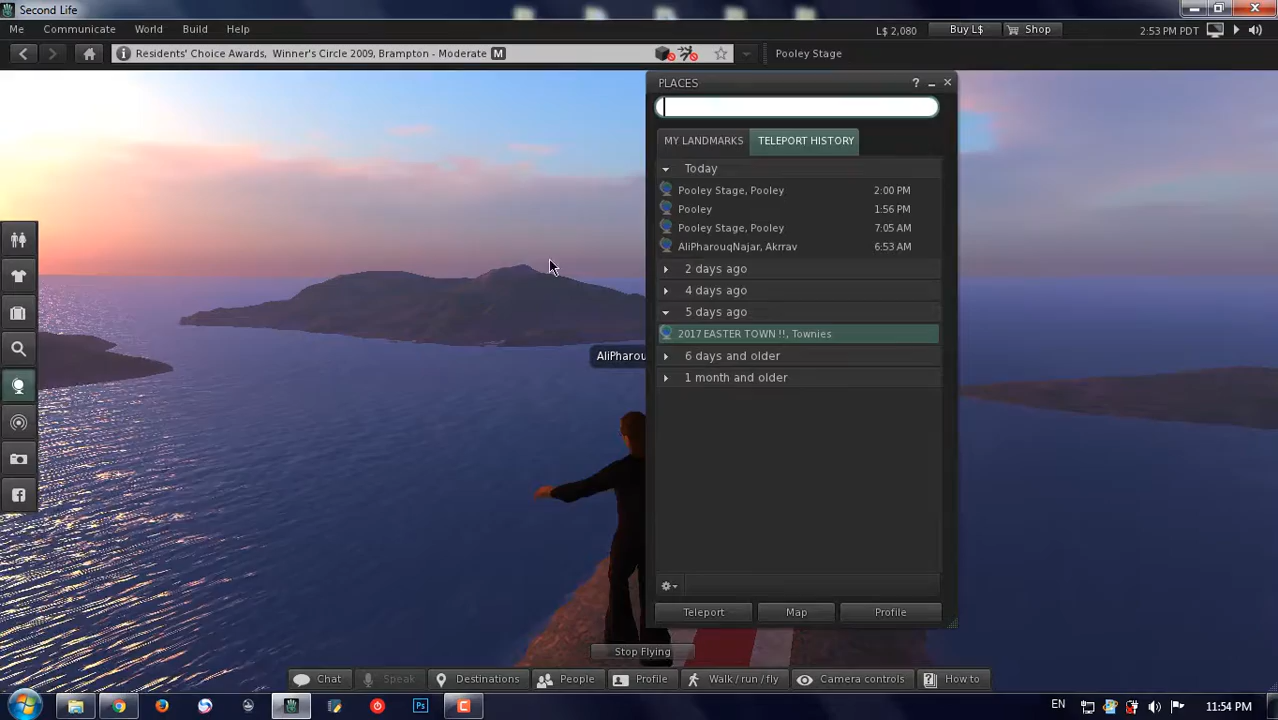 Second Life
Me Communicate World Build Help
L$ 2,080 Buy L$ Shop 2:53 PM PDT
Residents' Choice Awards, Winner's Circle 2009, Brampton - Moderate M
Pooley Stage
PLACES ?
MY LANDMARKS TELEPORT HISTORY
Today
Pooley Stage, Pooley 2:00 PM
Pooley 1:56 PM
Pooley Stage, Pooley 7:05 AM
AliPharouqNajar, Akrrav 6:53 AM
2 days ago
4 days ago
5 days ago
2017 EASTER TOWN !!, Townies
AliPharou
6 days and older
1 month and older
Teleport Map Profile
Stop Flying
Chat Speak Destinations People Profile Walk / run / fly Camera controls How to
Ps EN 11:54 PM